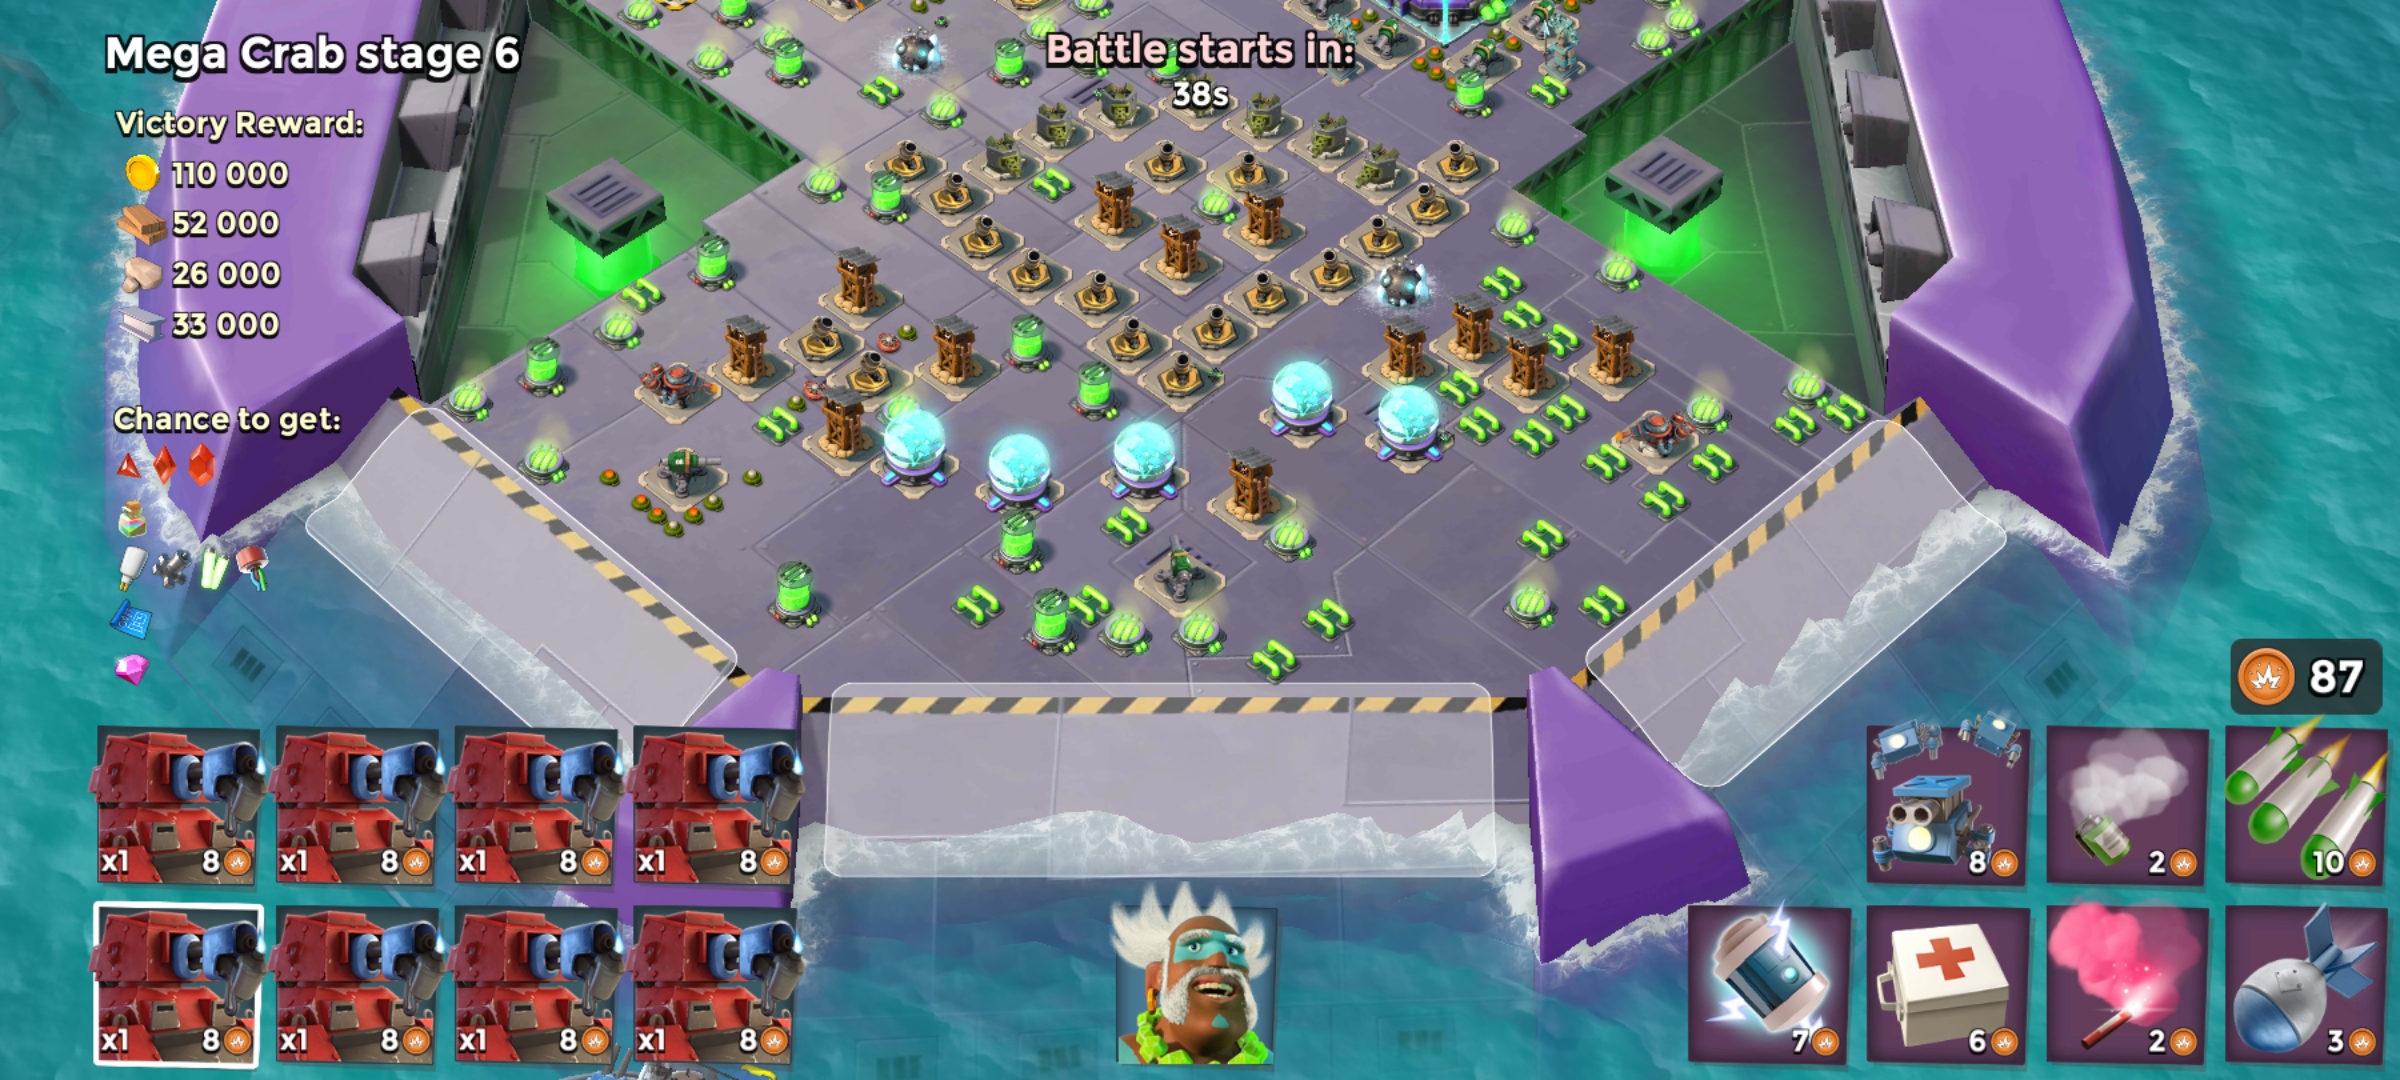 Mega Crab stage 6
Battle starts in:
38s
Victory Reward:
110 000
52 000
26 000
33 000
Chance to get:
87
x1 8
x1 8
x1 8
x1 8
8
2
10
x1 8
x1 8
x1 8
x1 8
7
6
2
3